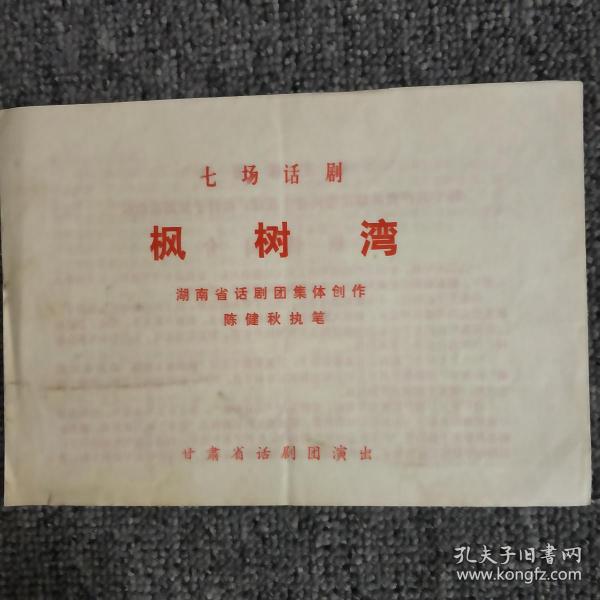 七场话剧
枫树湾
湖南省话剧团集体创作
陈健秋执笔
甘肃省话剧团演出
孔夫子旧书网
www.kongfz.com